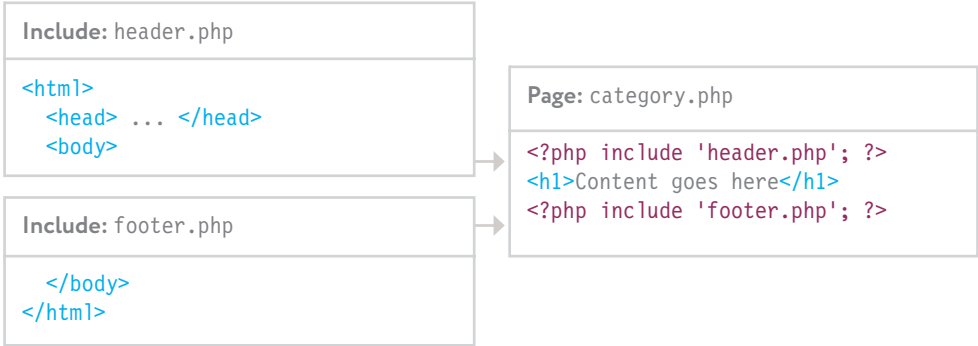 Include: header.php
<html>
<head> ... </head>
<body>
Include: footer.php
</body>
</html>
Page: category.php
<?php include 'header.php'; ?>
<h1>Content goes here</h1>
<?php include 'footer.php'; ?>